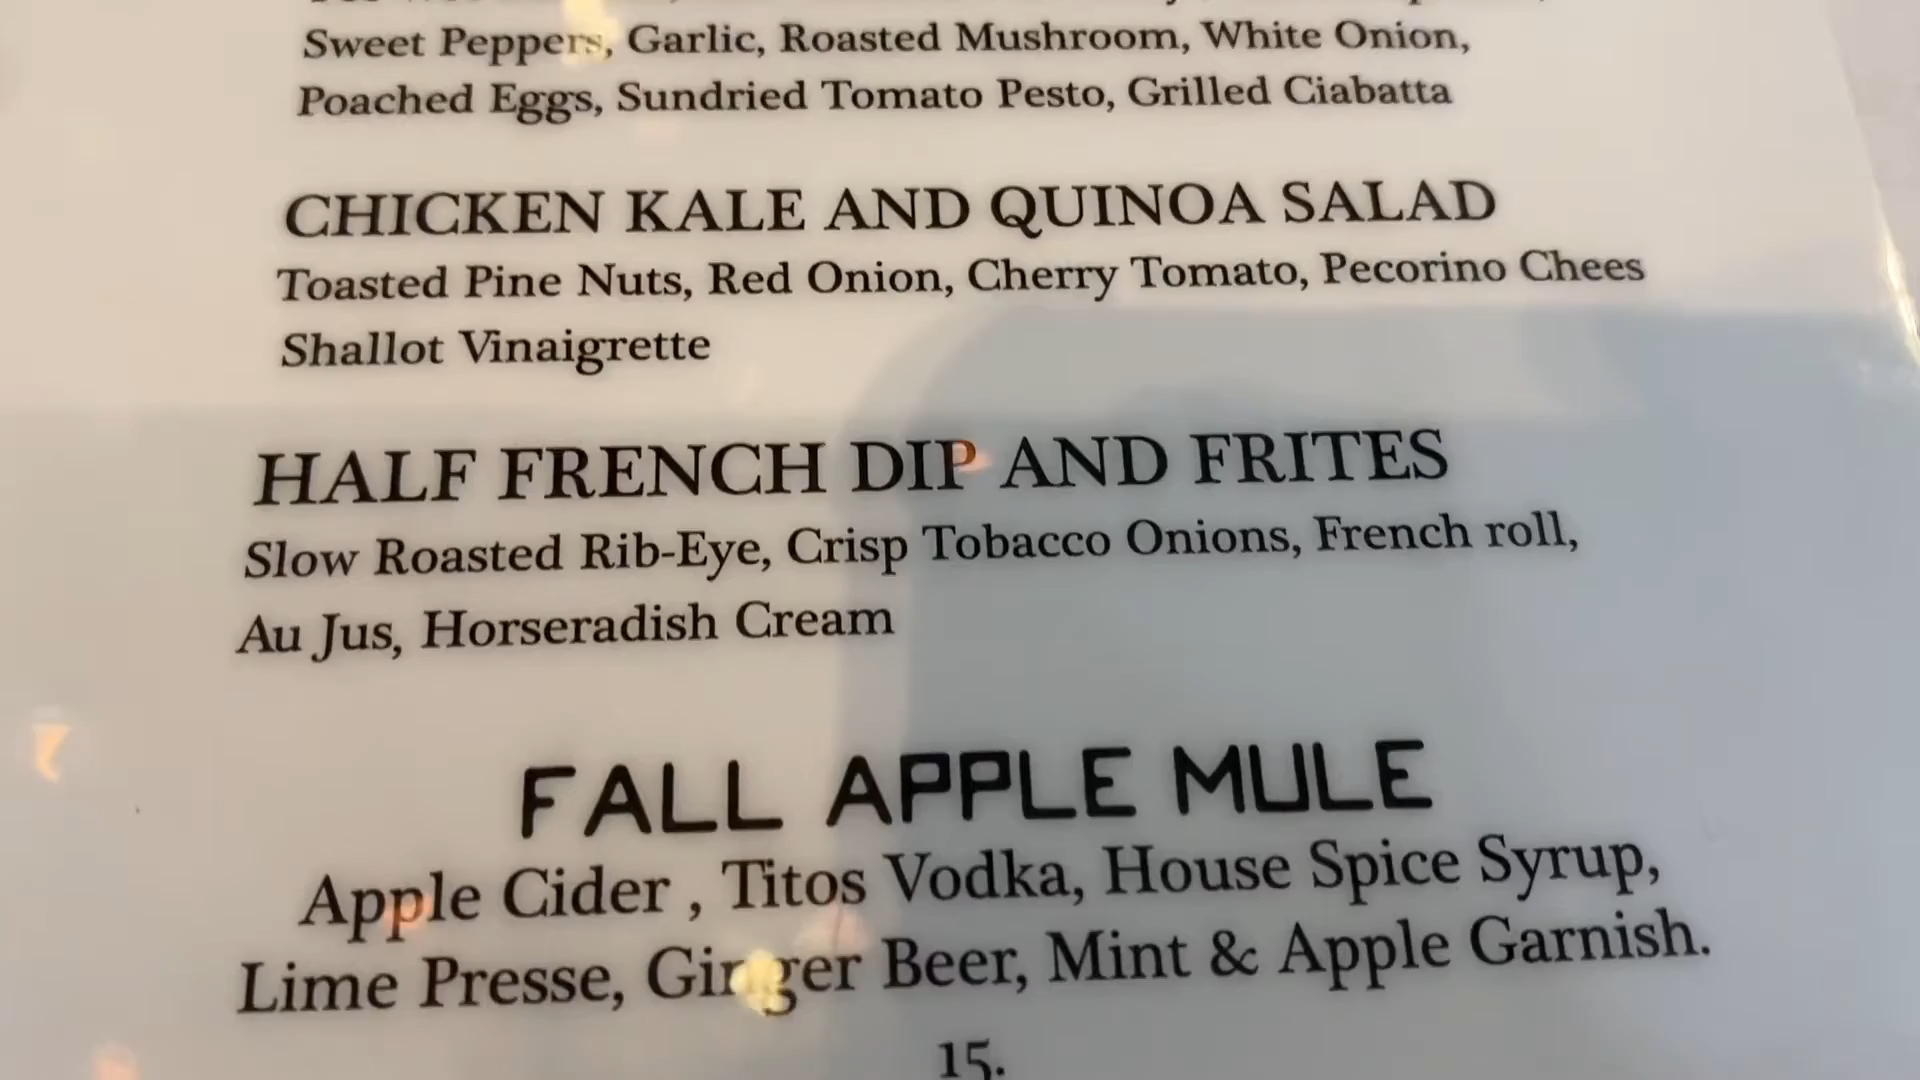 Sweet Peppers, Garlic, Roasted Mushroom, White Onion,
Poached Eggs, Sundried Tomato Pesto, Grilled Ciabatta
CHICKEN KALE AND QUINOA SALAD
Toasted Pine Nuts, Red Onion, Cherry Tomato, Pecorino Chees
Shallot Vinaigrette
HALF FRENCH DIP AND FRITES
Slow Roasted Rib-Eye, Crisp Tobacco Onions, French roll,
Au Jus, Horseradish Cream
FALL APPLE MULE
Apple Cider , Titos Vodka, House Spice Syrup,
Lime Presse, Ginger Beer, Mint & Apple Garnish.
15.